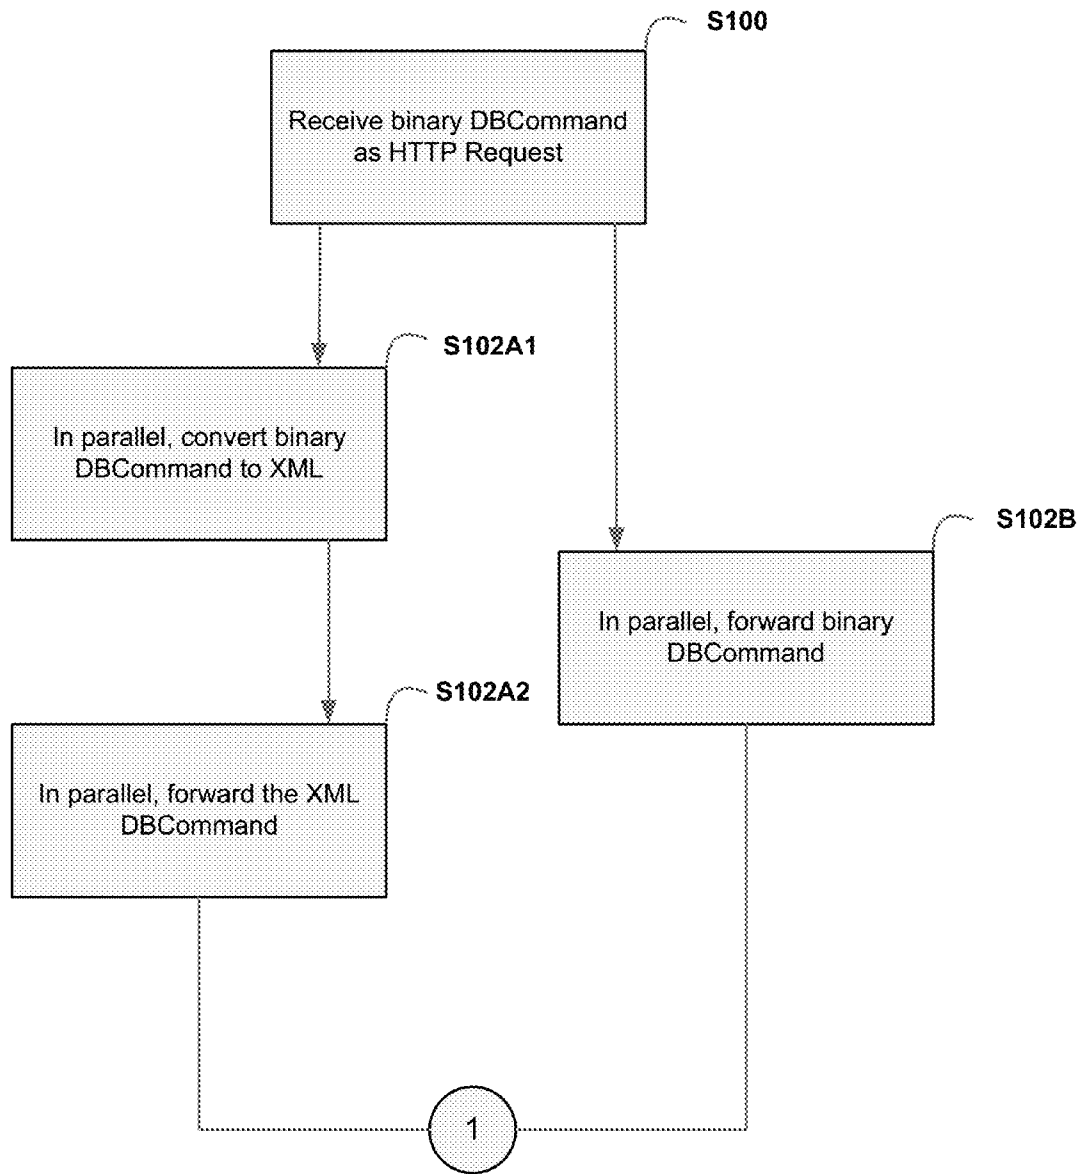 S100
Receive binary DBCommand
as HTTP Request
S102A1
In parallel, convert binary
DBCommand to XML
S102B
In parallel, forward binary
DBCommand
S102A2
In parallel, forward the XML
DBCommand
1